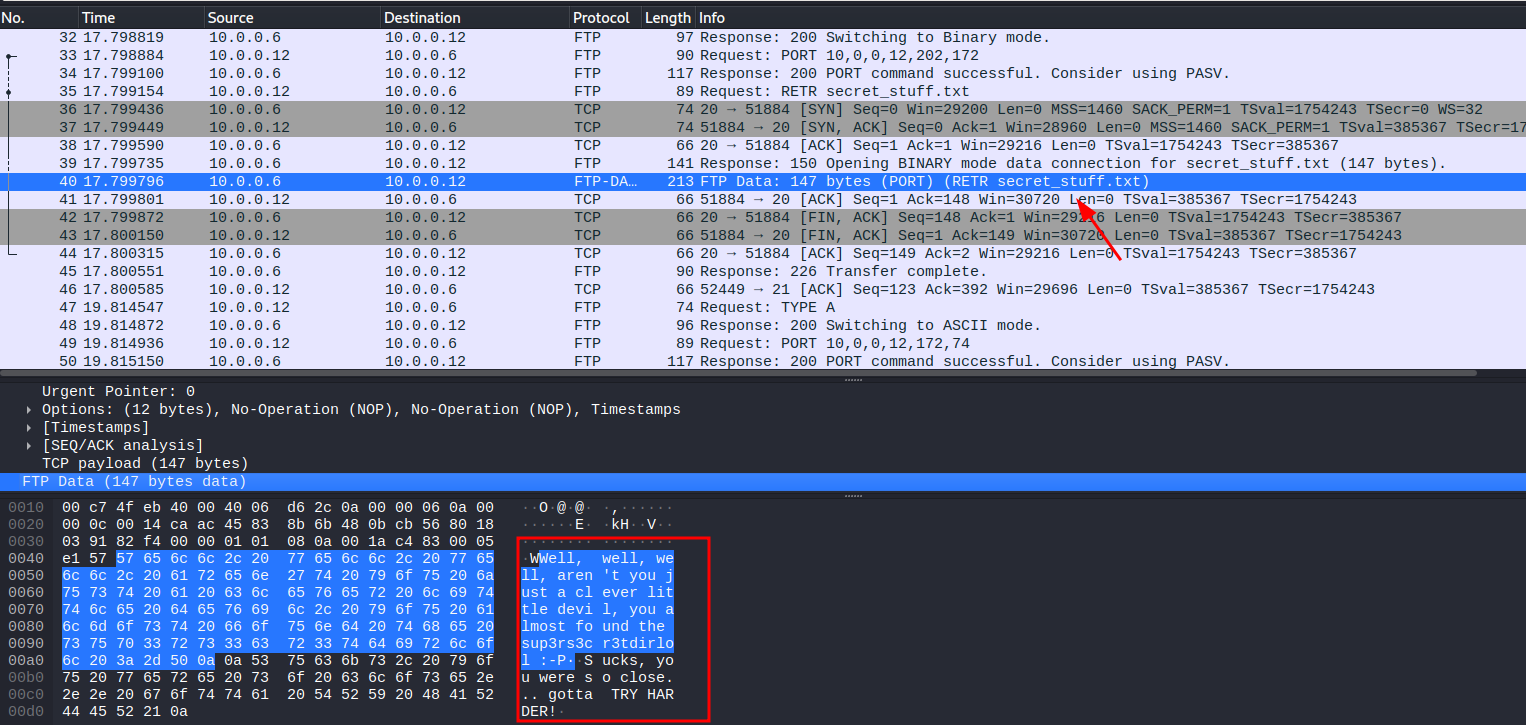 No. Time Source Destination Protocol Length Info
32 17.798819 10.0.0.6 10.0.0.12 FTP 97 Response: 200 Switching to Binary mode.
33 17.798884 10.0.0.12 10.0.0.6 FTP 90 Request: PORT 10,0,0,12,202,172
34 17.799100 10.0.0.6 10.0.0.12 FTP 117 Response: 200 PORT command successful. Consider using PASV.
35 17.799154 10.0.0.12 10.0.0.6 FTP 89 Request: RETR secret_stuff.txt
36 17.799436 10.0.0.6 10.0.0.12 TCP 74 20 → 51884 [SYN] Seq=0 Win=29200 Len=0 MSS=1460 SACK_PERM=1 TSval=1754243 TSecr=0 WS=32
37 17.799449 10.0.0.12 10.0.0.6 TCP 74 51884 → 20 [SYN, ACK] Seq=0 Ack=1 Win=28960 Len=0 MSS=1460 SACK_PERM=1 TSval=385367 TSecr=17
38 17.799590 10.0.0.6 10.0.0.12 TCP 66 20 → 51884 [ACK] Seq=1 Ack=1 Win=29216 Len=0 TSval=1754243 TSecr=385367
39 17.799735 10.0.0.6 10.0.0.12 FTP 141 Response: 150 Opening BINARY mode data connection for secret_stuff.txt (147 bytes).
40 17.799796 10.0.0.6 10.0.0.12 FTP-DA… 213 FTP Data: 147 bytes (PORT) (RETR secret_stuff.txt)
41 17.799801 10.0.0.12 10.0.0.6 TCP 66 51884 → 20 [ACK] Seq=1 Ack=148 Win=30720 Len=0 TSval=385367 TSecr=1754243
42 17.799872 10.0.0.6 10.0.0.12 TCP 66 20 → 51884 [FIN, ACK] Seq=148 Ack=1 Win=29216 Len=0 TSval=1754243 TSecr=385367
43 17.800150 10.0.0.12 10.0.0.6 TCP 66 51884 → 20 [FIN, ACK] Seq=1 Ack=149 Win=30720 Len=0 TSval=385367 TSecr=1754243
44 17.800315 10.0.0.6 10.0.0.12 TCP 66 20 → 51884 [ACK] Seq=149 Ack=2 Win=29216 Len=0 TSval=1754243 TSecr=385367
45 17.800551 10.0.0.6 10.0.0.12 FTP 90 Response: 226 Transfer complete.
46 17.800585 10.0.0.12 10.0.0.6 TCP 66 52449 → 21 [ACK] Seq=123 Ack=392 Win=29696 Len=0 TSval=385367 TSecr=1754243
47 19.814547 10.0.0.12 10.0.0.6 FTP 74 Request: TYPE A
48 19.814872 10.0.0.6 10.0.0.12 FTP 96 Response: 200 Switching to ASCII mode.
49 19.814936 10.0.0.12 10.0.0.6 FTP 89 Request: PORT 10,0,0,12,172,74
50 19.815150 10.0.0.6 10.0.0.12 FTP 117 Response: 200 PORT command successful. Consider using PASV.
Urgent Pointer: 0
Options: (12 bytes), No-Operation (NOP), No-Operation (NOP), Timestamps
[Timestamps]
[SEQ/ACK analysis]
TCP payload (147 bytes)
FTP Data (147 bytes data)
0010 00 c7 4f eb 40 00 40 06 d6 2c 0a 00 00 06 0a 00 ··O·@·@· ·,······
0020 00 0c 00 14 ca ac 45 83 8b 6b 48 0b cb 56 80 18 ······E· ·kH··V··
0030 03 91 82 f4 00 00 01 01 08 0a 00 1a c4 83 00 05 ········ ········
0040 e1 57 57 65 6c 6c 2c 20 77 65 6c 6c 2c 20 77 65 ·WWell, well, we
0050 6c 6c 2c 20 61 72 65 6e 27 74 20 79 6f 75 20 6a ll, aren 't you j
0060 75 73 74 20 61 20 63 6c 65 76 65 72 20 6c 69 74 ust a cl ever lit
0070 74 6c 65 20 64 65 76 69 6c 2c 20 79 6f 75 20 61 tle devi l, you a
0080 6c 6d 6f 73 74 20 66 6f 75 6e 64 20 74 68 65 20 lmost fo und the
0090 73 75 70 33 72 73 33 63 72 33 74 64 69 72 6c 6f sup3rs3c r3tdirlo
00a0 6c 20 3a 2d 50 0a 0a 53 75 63 6b 73 2c 20 79 6f l :-P··S ucks, yo
00b0 75 20 77 65 72 65 20 73 6f 20 63 6c 6f 73 65 2e u were s o close.
00c0 2e 2e 20 67 6f 74 74 61 20 54 52 59 20 48 41 52 .. gotta TRY HAR
00d0 44 45 52 21 0a DER!·